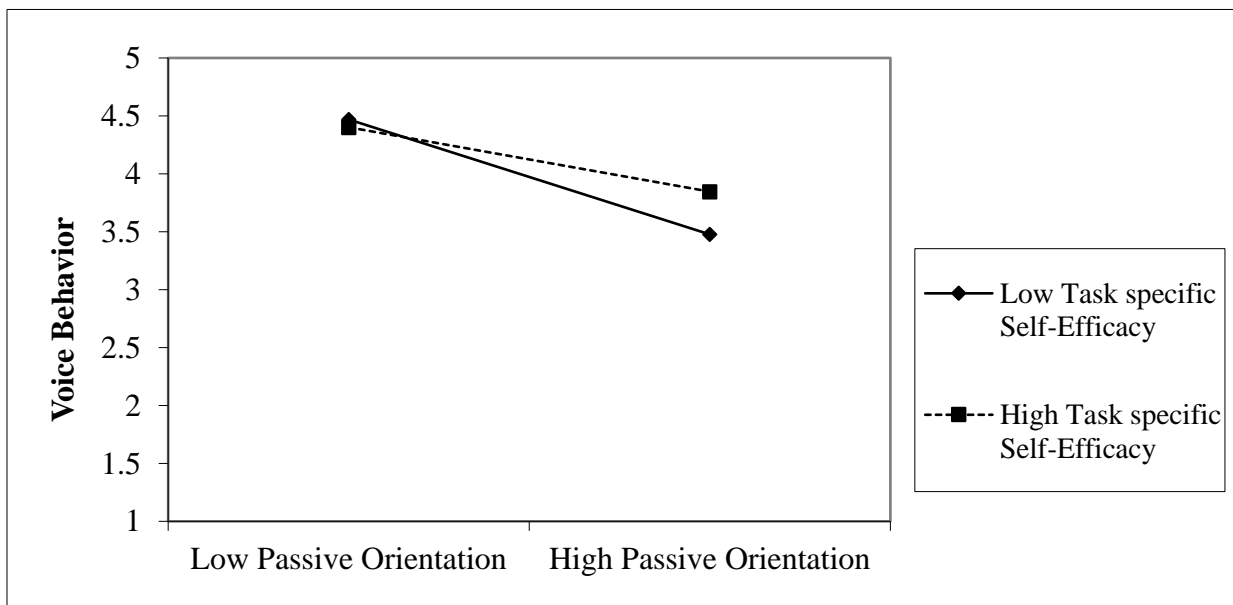 5
4.5
4
3.5
3
2.5
2
1.5
1
Voice Behavior
Low Passive Orientation
High Passive Orientation
Low Task specific
Self-Efficacy
High Task specific
Self-Efficacy